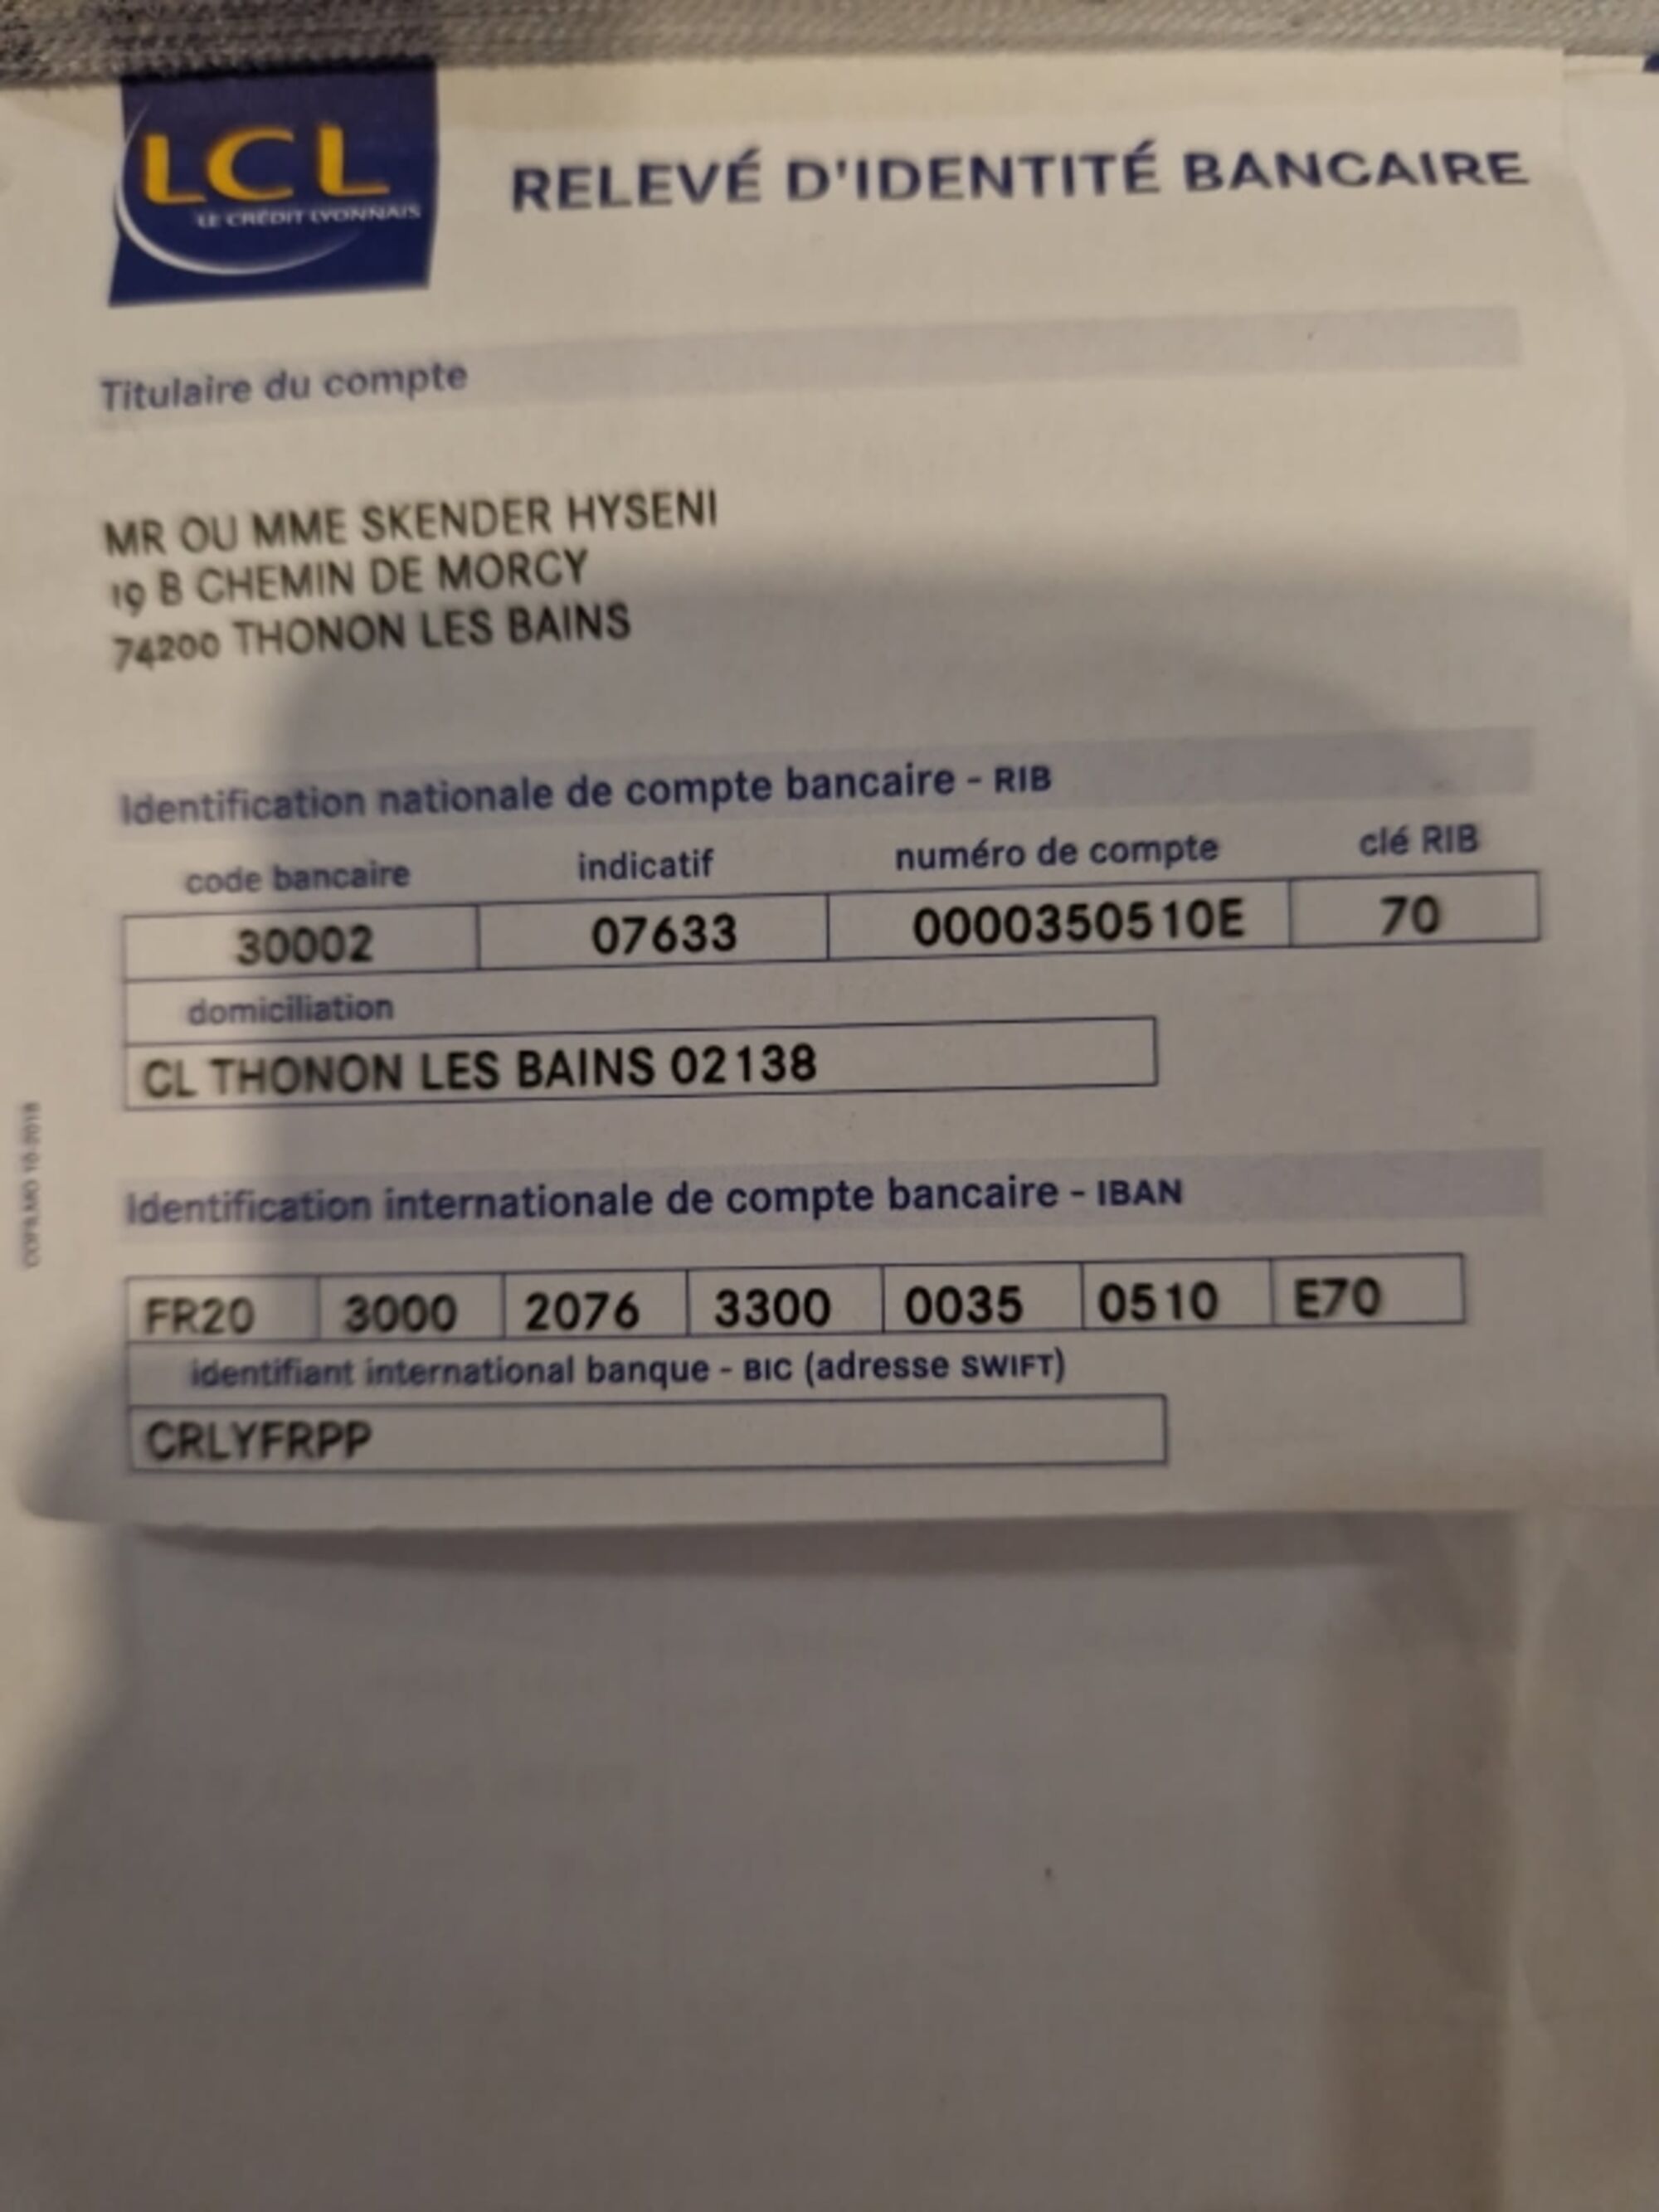 LCL
LE CRÉDIT LYONNAIS
RELEVÉ D'IDENTITÉ BANCAIRE
Titulaire du compte
MR OU MME SKENDER HYSENI
19 B CHEMIN DE MORCY
74200 THONON LES BAINS
Identification nationale de compte bancaire - RIB
code bancaire indicatif numéro de compte clé RIB
30002 07633 0000350510E 70
domiciliation
CL THONON LES BAINS 02138
Identification internationale de compte bancaire - IBAN
FR20 3000 2076 3300 0035 0510 E70
identifiant international banque - BIC (adresse SWIFT)
CRLYFRPP